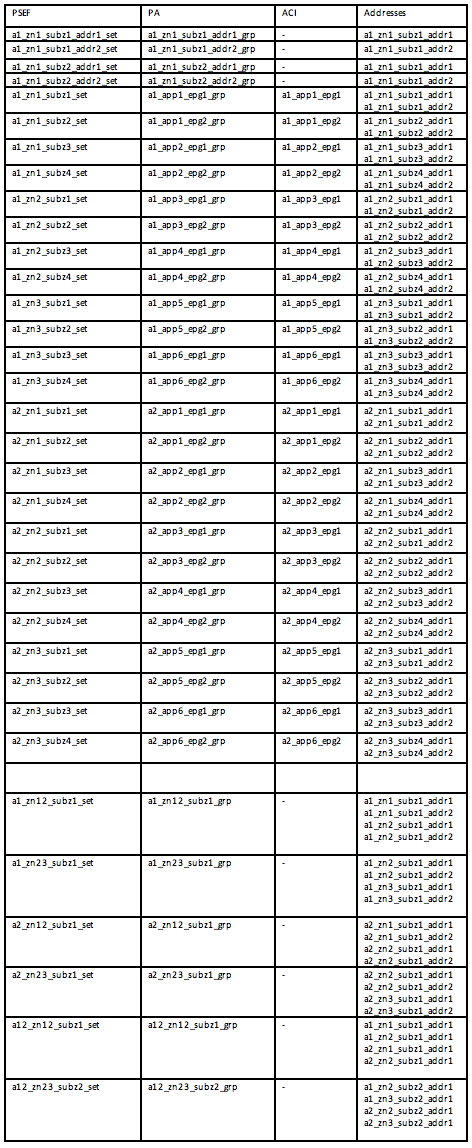 PSEF PA ACI Addresses
a1_zn1_subz1_addr1_set a1_zn1_subz1_addr1_grp - a1_zn1_subz1_addr1
a1_zn1_subz1_addr2_set a1_zn1_subz1_addr2_grp - a1_zn1_subz1_addr2
a1_zn1_subz2_addr1_set a1_zn1_subz2_addr1_grp - a1_zn1_subz2_addr1
a1_zn1_subz2_addr2_set a1_zn1_subz2_addr2_grp - a1_zn1_subz2_addr2
a1_zn1_subz1_set a1_app1_epg1_grp a1_app1_epg1 a1_zn1_subz1_addr1
a1_zn1_subz1_addr2
a1_zn1_subz2_set a1_app1_epg2_grp a1_app1_epg2 a1_zn1_subz2_addr1
a1_zn1_subz2_addr2
a1_zn1_subz3_set a1_app2_epg1_grp a1_app2_epg1 a1_zn1_subz3_addr1
a1_zn1_subz3_addr2
a1_zn1_subz4_set a1_app2_epg2_grp a1_app2_epg2 a1_zn1_subz4_addr1
a1_zn1_subz4_addr2
a1_zn2_subz1_set a1_app3_epg1_grp a1_app3_epg1 a1_zn2_subz1_addr1
a1_zn2_subz1_addr2
a1_zn2_subz2_set a1_app3_epg2_grp a1_app3_epg2 a1_zn2_subz2_addr1
a1_zn2_subz2_addr2
a1_zn2_subz3_set a1_app4_epg1_grp a1_app4_epg1 a1_zn2_subz3_addr1
a1_zn2_subz3_addr2
a1_zn2_subz4_set a1_app4_epg2_grp a1_app4_epg2 a1_zn2_subz4_addr1
a1_zn2_subz4_addr2
a1_zn3_subz1_set a1_app5_epg1_grp a1_app5_epg1 a1_zn3_subz1_addr1
a1_zn3_subz1_addr2
a1_zn3_subz2_set a1_app5_epg2_grp a1_app5_epg2 a1_zn3_subz2_addr1
a1_zn3_subz2_addr2
a1_zn3_subz3_set a1_app6_epg1_grp a1_app6_epg1 a1_zn3_subz3_addr1
a1_zn3_subz3_addr2
a1_zn3_subz4_set a1_app6_epg2_grp a1_app6_epg2 a1_zn3_subz4_addr1
a1_zn3_subz4_addr2
a2_zn1_subz1_set a2_app1_epg1_grp a2_app1_epg1 a2_zn1_subz1_addr1
a2_zn1_subz1_addr2
a2_zn1_subz2_set a2_app1_epg2_grp a2_app1_epg2 a2_zn1_subz2_addr1
a2_zn1_subz2_addr2
a2_zn1_subz3_set a2_app2_epg1_grp a2_app2_epg1 a2_zn1_subz3_addr1
a2_zn1_subz3_addr2
a2_zn1_subz4_set a2_app2_epg2_grp a2_app2_epg2 a2_zn1_subz4_addr1
a2_zn1_subz4_addr2
a2_zn2_subz1_set a2_app3_epg1_grp a2_app3_epg1 a2_zn2_subz1_addr1
a2_zn2_subz1_addr2
a2_zn2_subz2_set a2_app3_epg2_grp a2_app3_epg2 a2_zn2_subz2_addr1
a2_zn2_subz2_addr2
a2_zn2_subz3_set a2_app4_epg1_grp a2_app4_epg1 a2_zn2_subz3_addr1
a2_zn2_subz3_addr2
a2_zn2_subz4_set a2_app4_epg2_grp a2_app4_epg2 a2_zn2_subz4_addr1
a2_zn2_subz4_addr2
a2_zn3_subz1_set a2_app5_epg1_grp a2_app5_epg1 a2_zn3_subz1_addr1
a2_zn3_subz1_addr2
a2_zn3_subz2_set a2_app5_epg2_grp a2_app5_epg2 a2_zn3_subz2_addr1
a2_zn3_subz2_addr2
a2_zn3_subz3_set a2_app6_epg1_grp a2_app6_epg1 a2_zn3_subz3_addr1
a2_zn3_subz3_addr2
a2_zn3_subz4_set a2_app6_epg2_grp a2_app6_epg2 a2_zn3_subz4_addr1
a2_zn3_subz4_addr2
a1_zn12_subz1_set a1_zn12_subz1_grp - a1_zn1_subz1_addr1
a1_zn1_subz1_addr2
a1_zn2_subz1_addr1
a1_zn2_subz1_addr2
a1_zn23_subz1_set a1_zn23_subz1_grp - a1_zn2_subz1_addr1
a1_zn2_subz1_addr2
a1_zn3_subz1_addr1
a1_zn3_subz1_addr2
a2_zn12_subz1_set a2_zn12_subz1_grp - a2_zn1_subz1_addr1
a2_zn1_subz1_addr2
a2_zn2_subz1_addr1
a2_zn2_subz1_addr2
a2_zn23_subz1_set a2_zn23_subz1_grp - a2_zn2_subz1_addr1
a2_zn2_subz1_addr2
a2_zn3_subz1_addr1
a2_zn3_subz1_addr2
a12_zn12_subz1_set a12_zn12_subz1_grp - a1_zn1_subz1_addr1
a1_zn2_subz1_addr1
a2_zn1_subz1_addr1
a2_zn2_subz1_addr1
a12_zn23_subz2_set a12_zn23_subz2_grp - a1_zn2_subz2_addr1
a1_zn3_subz2_addr1
a2_zn2_subz2_addr1
a2_zn3_subz2_addr1